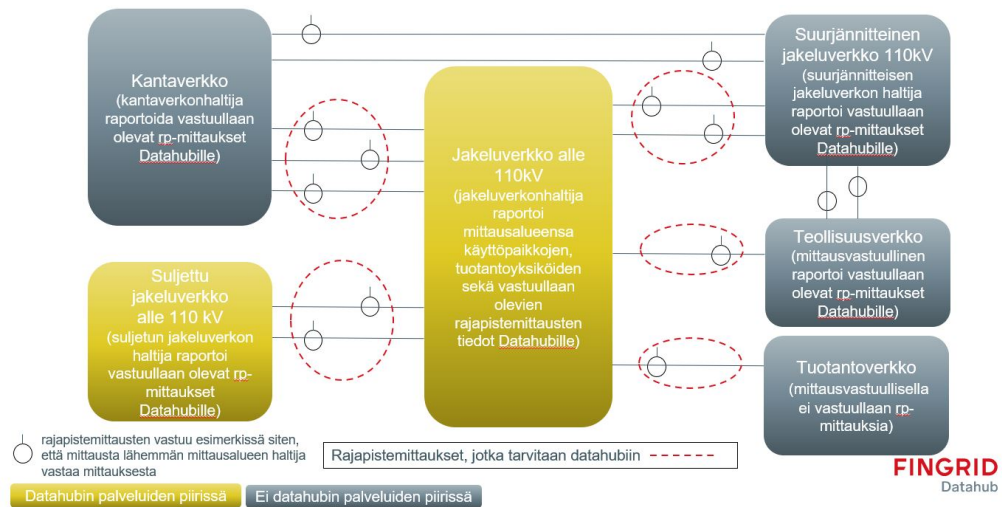 Kantaverkko
(kantaverkonhaltija
raportoida vastuullaan
olevat rp-mittaukset
Datahubille)
Suljettu
jakeluverkko
alle 110 kV
(suljetun jakeluverkon
haltija raportoi
vastuullaan olevat rp-
mittaukset
Datahubille)
Jakeluverkko alle
110kV
(jakeluverkonhaltija
raportoi
mittausalueensa
käyttöpaikkojen,
tuotantoyksiköiden
sekä vastuullaan
olevien
rajapistemittausten
tiedot Datahubille)
Suurjännitteinen
jakeluverkko 110kV
(suurjännitteisen
jakeluverkon haltija
raportoi vastuullaan
olevat rp-mittaukset
Datahubille)
Teollisuusverkko
(mittausvastuullinen
raportoi vastuullaan
olevat rp-mittaukset
Datahubille)
Tuotantoverkko
(mittausvastuullisella
ei vastuullaan rp-
mittauksia)
rajapistemittausten vastuu esimerkissä siten,
että mittausta lähemmän mittausalueen haltija
vastaa mittauksesta
Rajapistemittaukset, jotka tarvitaan datahubiin
Datahubin palveluiden piirissä
Ei datahubin palveluiden piirissä
FINGRID
Datahub